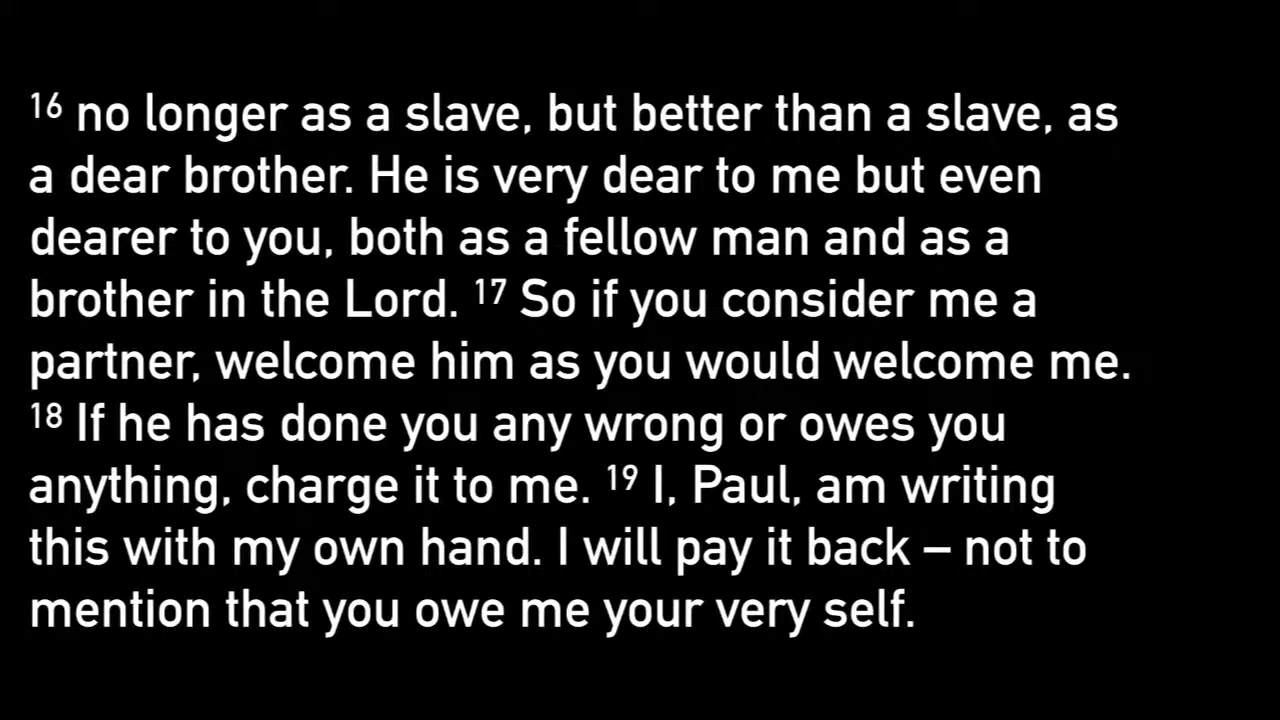 16 no longer as a slave, but better than a slave, as
a dear brother. He is very dear to me but even
dearer to you, both as a fellow man and as a
brother in the Lord. 17 So if you consider me a
partner, welcome him as you would welcome me.
18 If he has done you any wrong or owes you
anything, charge it to me. 19 I, Paul, am writing
this with my own hand. I will pay it back – not to
mention that you owe me your very self.